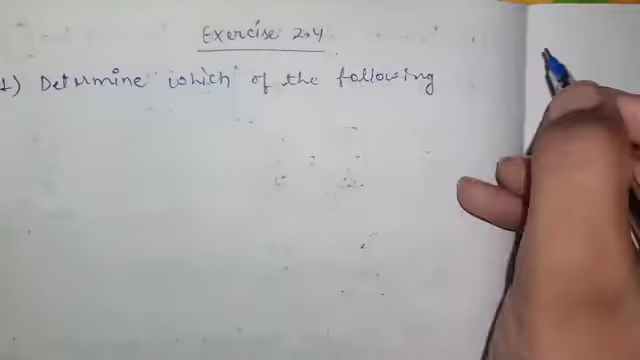 Exercise 2.4
1) Determine which of the following